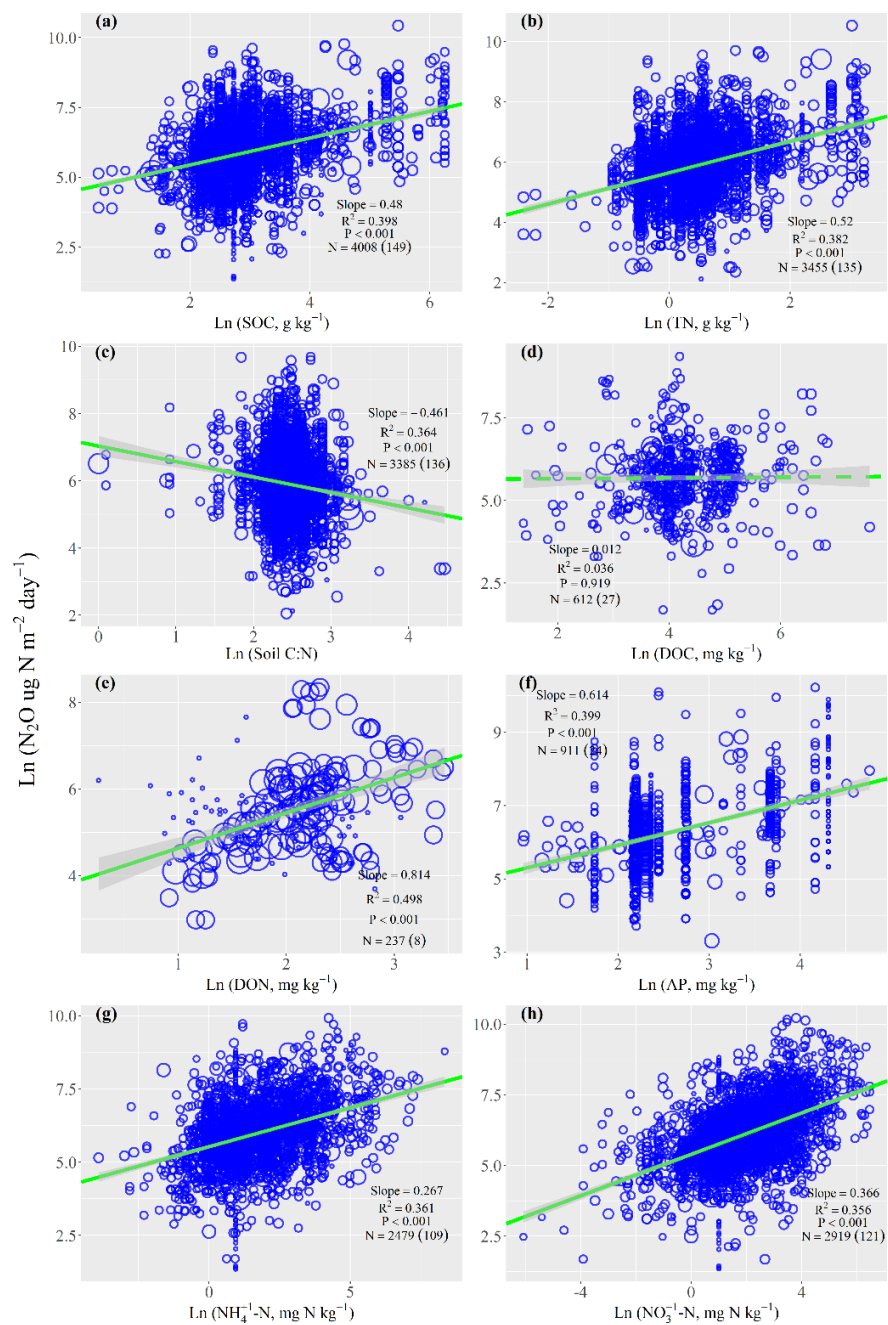 Ln (N₂O ug N m⁻² day⁻¹)
(a)
10.0
7.5
5.0
2.5
Slope = 0.48
R² = 0.398
P < 0.001
N = 4008 (149)
2 4 6
Ln (SOC, g kg⁻¹)
(b)
10
8
6
4
2
Slope = 0.52
R² = 0.382
P < 0.001
N = 3455 (135)
-2 0 2
Ln (TN, g kg⁻¹)
(c)
10
8
6
4
2
Slope = −0.461
R² = 0.364
P < 0.001
N = 3385 (136)
0 1 2 3 4
Ln (Soil C:N)
(d)
7.5
5.0
2.5
Slope = 0.012
R² = 0.036
P = 0.919
N = 612 (27)
2 4 6
Ln (DOC, mg kg⁻¹)
(e)
8
6
4
Slope = 0.814
R² = 0.498
P < 0.001
N = 237 (8)
1 2 3
Ln (DON, mg kg⁻¹)
(f)
9
7
5
3
Slope = 0.614
R² = 0.399
P < 0.001
N = 911 (24)
1 2 3 4
Ln (AP, mg kg⁻¹)
(g)
10.0
7.5
5.0
2.5
Slope = 0.267
R² = 0.361
P < 0.001
N = 2479 (109)
0 5
Ln (NH₄⁻¹-N, mg N kg⁻¹)
(h)
10.0
7.5
5.0
2.5
Slope = 0.366
R² = 0.356
P < 0.001
N = 2919 (121)
-4 0 4
Ln (NO₃⁻¹-N, mg N kg⁻¹)